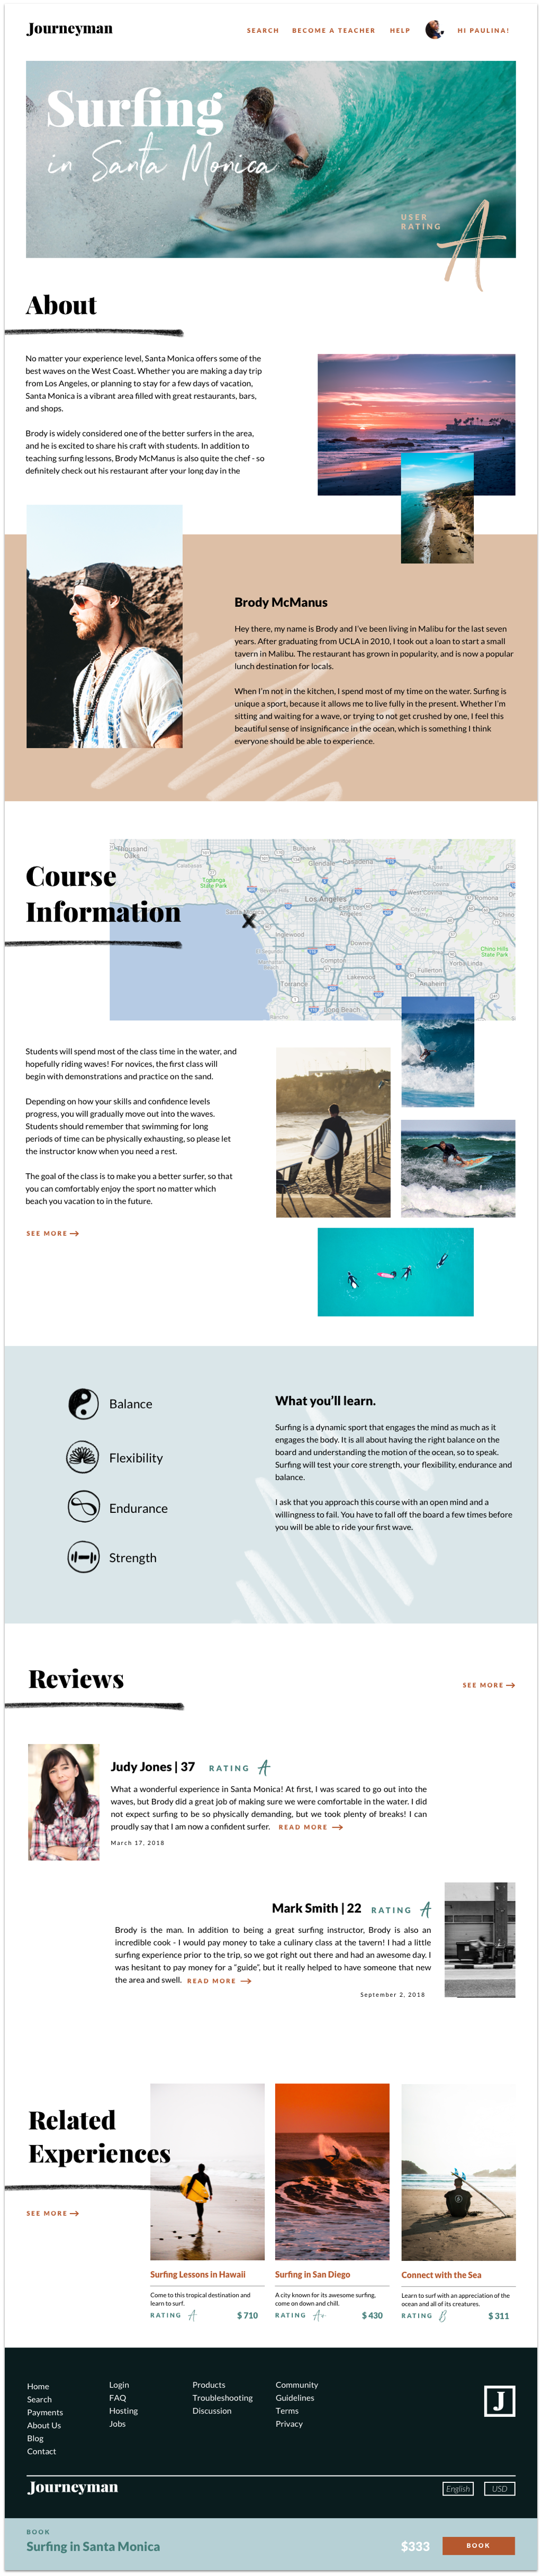 Journeyman
SEARCH BECOME A TEACHER HELP HI PAULINA!
Surfing
in Santa Monica
USER
RATING A
About
No matter your experience level, Santa Monica offers some of the
best waves on the West Coast. Whether you are making a day trip
from Los Angeles, or planning to stay for a few days of vacation,
Santa Monica is a vibrant area filled with great restaurants, bars,
and shops.
Brody is widely considered one of the better surfers in the area,
and he is excited to share his craft with students. In addition to
teaching surfing lessons, Brody McManus is also quite the chef - so
definitely check out his restaurant after your long day in the
Brody McManus
Hey there, my name is Brody and I've been living in Malibu for the last seven
years. After graduating from UCLA in 2010, I took out a loan to start a small
tavern in Malibu. The restaurant has grown in popularity, and is now a popular
lunch destination for locals.
When I'm not in the kitchen, I spend most of my time on the water. Surfing is
unique a sport, because it allows me to live fully in the present. Whether I'm
sitting and waiting for a wave, or trying to not get crushed by one, I feel this
beautiful sense of insignificance in the ocean, which is something I think
everyone should be able to experience.
Course
Information
Thousand
Oaks
Calabasas
Topanga
State Park
Burbank
Glendale
Pasadena
Los Angeles
East Los
Angeles
West Covina
Pomona
Chino
Inglewood
Downey
Compton
Lakewood
Torrance
Long Beach
Fullerton
Anaheim
Yorba Linda
Chino Hills
State Park
Students will spend most of the class time in the water, and
hopefully riding waves! For novices, the first class will
begin with demonstrations and practice on the sand.
Depending on how your skills and confidence levels
progress, you will gradually move out into the waves.
Students should remember that swimming for long
periods of time can be physically exhausting, so please let
the instructor know when you need a rest.
The goal of the class is to make you a better surfer, so that
you can comfortably enjoy the sport no matter which
beach you vacation to in the future.
SEE MORE →
Balance
Flexibility
Endurance
Strength
What you'll learn.
Surfing is a dynamic sport that engages the mind as much as it
engages the body. It is all about having the right balance on the
board and understanding the motion of the ocean, so to speak.
Surfing will test your core strength, your flexibility, endurance and
balance.
I ask that you approach this course with an open mind and a
willingness to fail. You have to fall off the board a few times before
you will be able to ride your first wave.
Reviews
SEE MORE →
Judy Jones | 37 RATING A
What a wonderful experience in Santa Monica! At first, I was scared to go out into the
waves, but Brody did a great job of making sure we were comfortable in the water. I did
not expect surfing to be so physically demanding, but we took plenty of breaks! I can
proudly say that I am now a confident surfer. READ MORE →
March 17, 2018
Mark Smith | 22 RATING A
Brody is the man. In addition to being a great surfing instructor, Brody is also an
incredible cook - I would pay money to take a culinary class at the tavern! I had a little
surfing experience prior to the trip, so we got right out there and had an awesome day. I
was hesitant to pay money for a "guide", but it really helped to have someone that new
the area and swell. READ MORE →
September 2, 2018
Related
Experiences
SEE MORE →
Surfing Lessons in Hawaii
Come to this tropical destination and
learn to surf.
RATING A $ 710
Surfing in San Diego
A city known for its awesome surfing,
come on down and chill.
RATING A+ $ 430
Connect with the Sea
Learn to surf with an appreciation of the
ocean and all of its creatures.
RATING B $ 311
Home
Search
Payments
About Us
Blog
Contact
Login
FAQ
Hosting
Jobs
Products
Troubleshooting
Discussion
Community
Guidelines
Terms
Privacy
J
Journeyman
English USD
BOOK
Surfing in Santa Monica
$333 BOOK